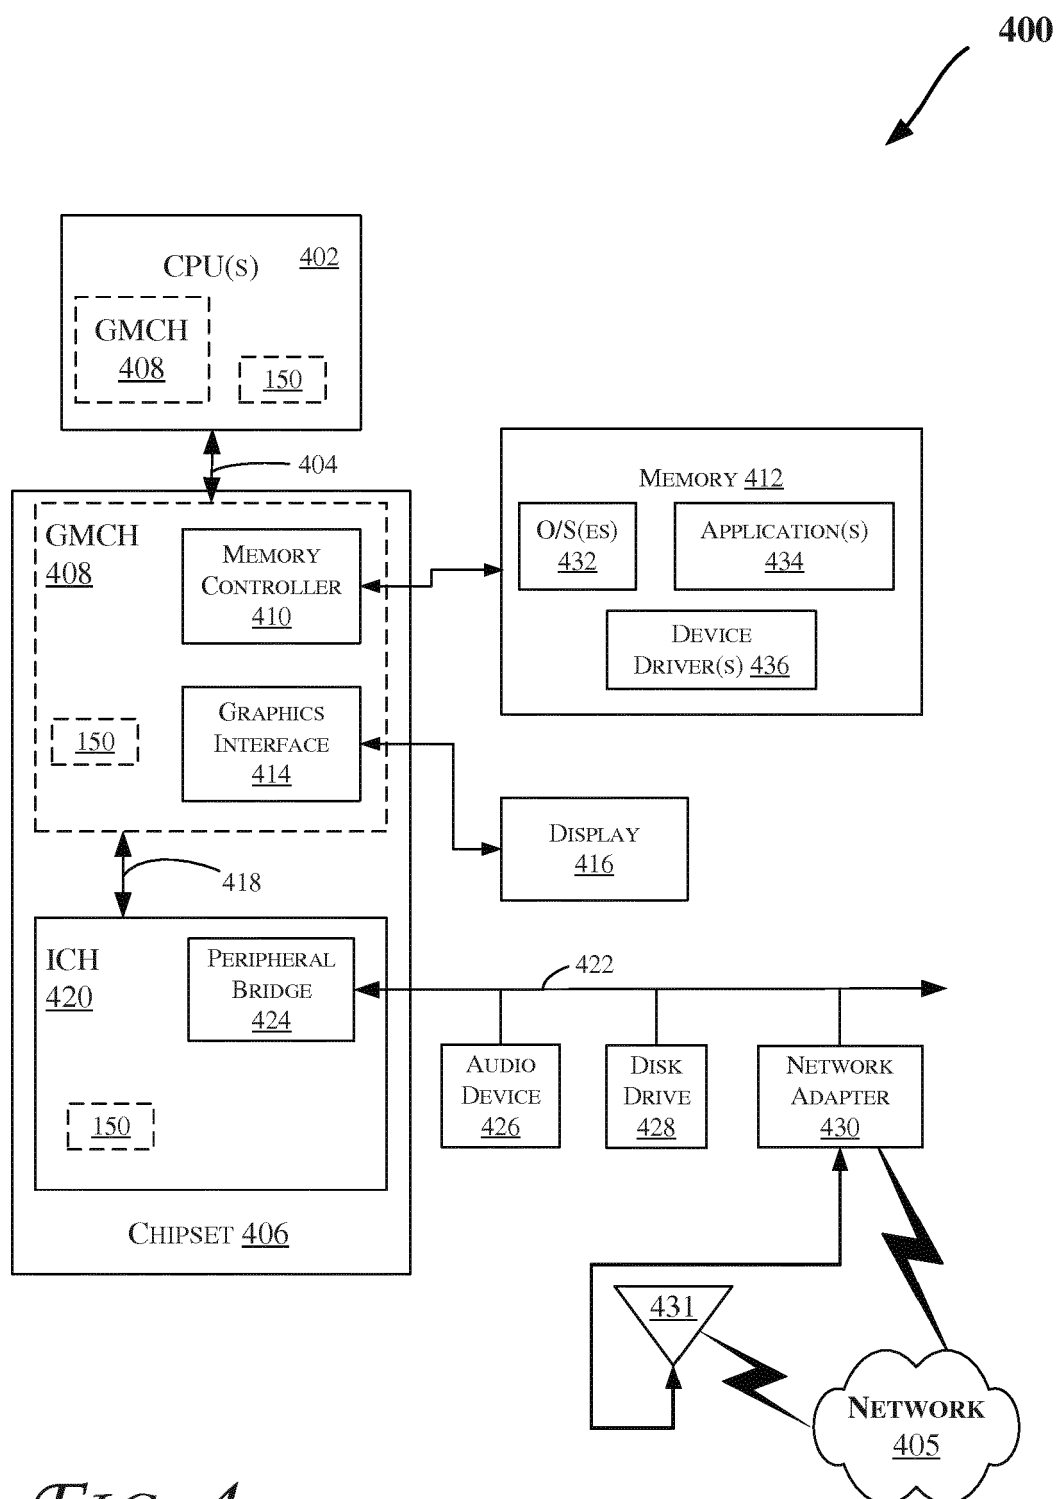 400
CPU(S) 402
GMCH
408
150
404
GMCH
408
MEMORY
CONTROLLER
410
GRAPHICS
INTERFACE
414
150
MEMORY 412
O/S(ES)
432
APPLICATION(S)
434
DEVICE
DRIVER(S) 436
DISPLAY
416
418
ICH
420
PERIPHERAL
BRIDGE
424
150
422
AUDIO
DEVICE
426
DISK
DRIVE
428
NETWORK
ADAPTER
430
CHIPSET 406
431
NETWORK
405
FIG. 4